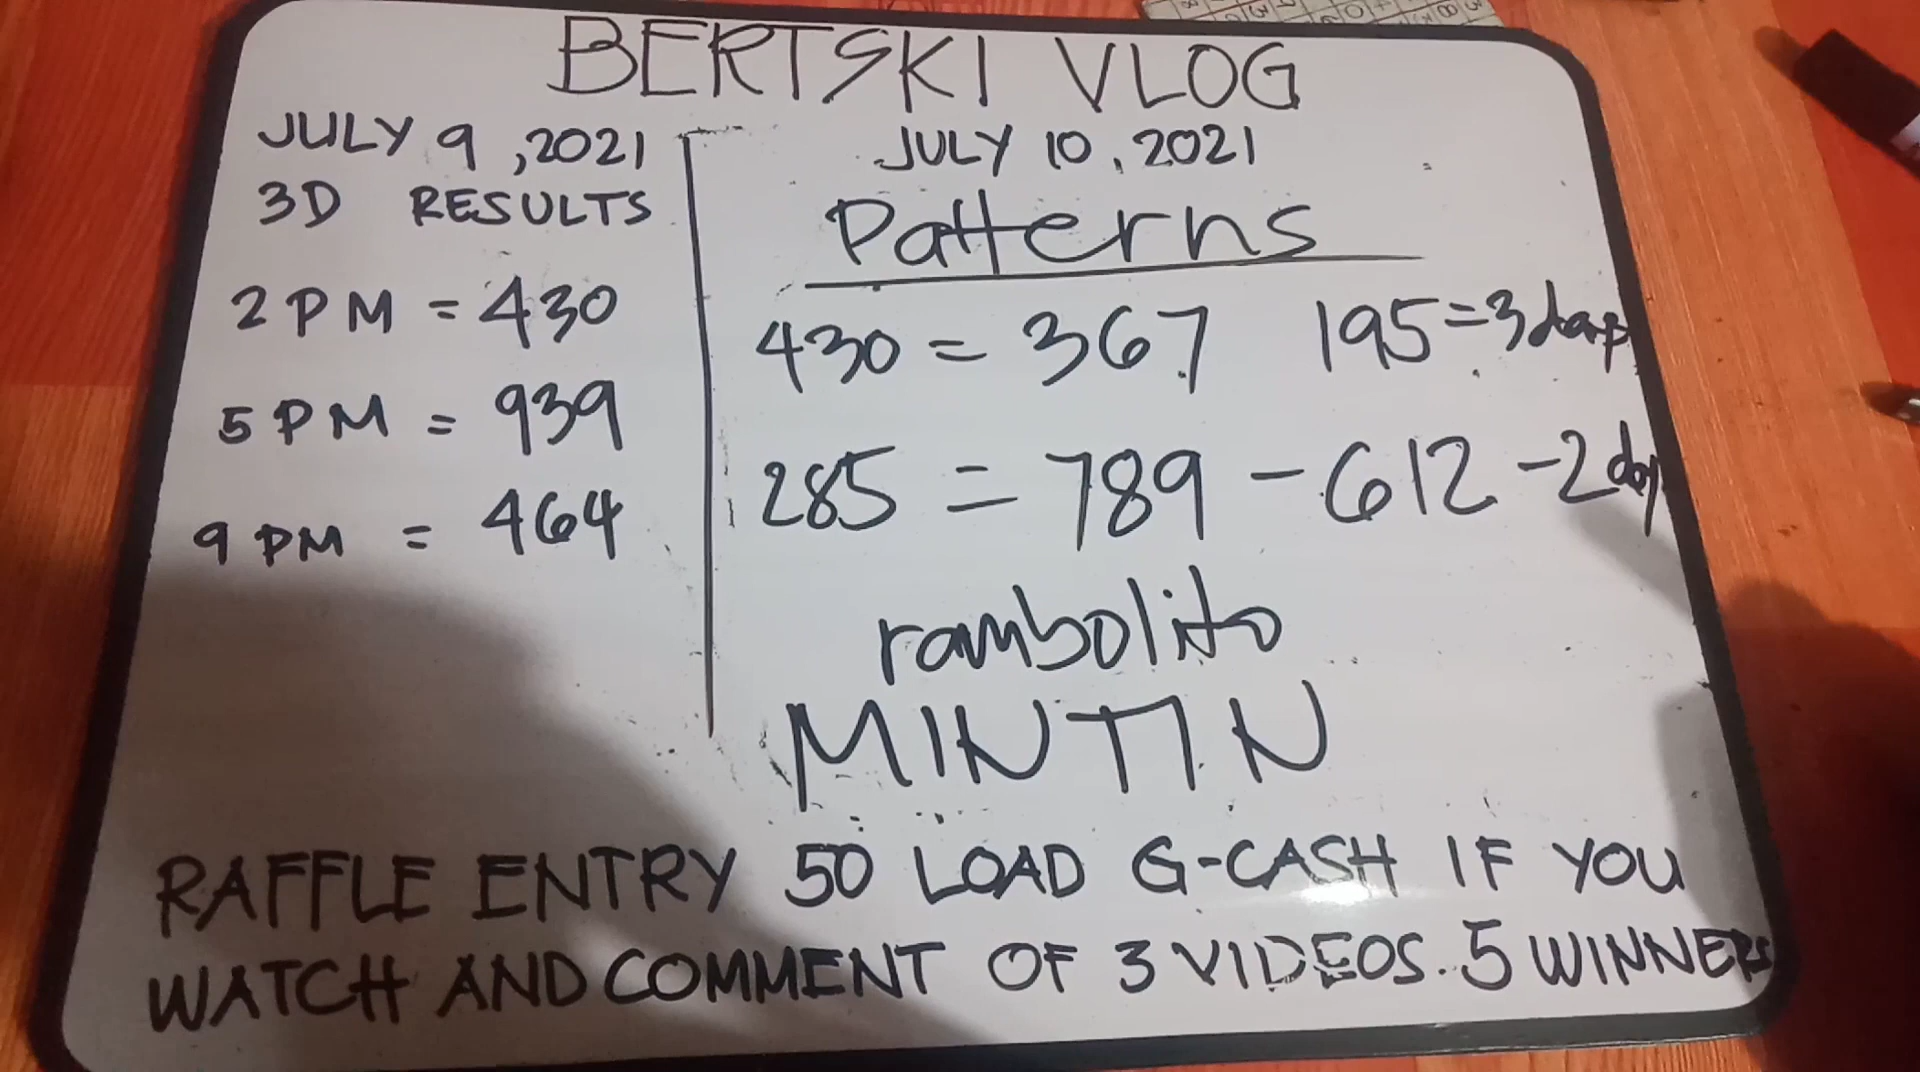 BERTSKI VLOG
JULY 9, 2021
3D RESULTS
2 PM = 430
5 PM = 939
9 PM = 464
JULY 10, 2021
Patterns
430 = 367 195 = 3 days
285 = 789 - 612 - 2 day
rambolito
MINTIN
RAFFLE ENTRY 50 LOAD G-CASH IF YOU
WATCH AND COMMENT OF 3 VIDEOS. 5 WINNERS